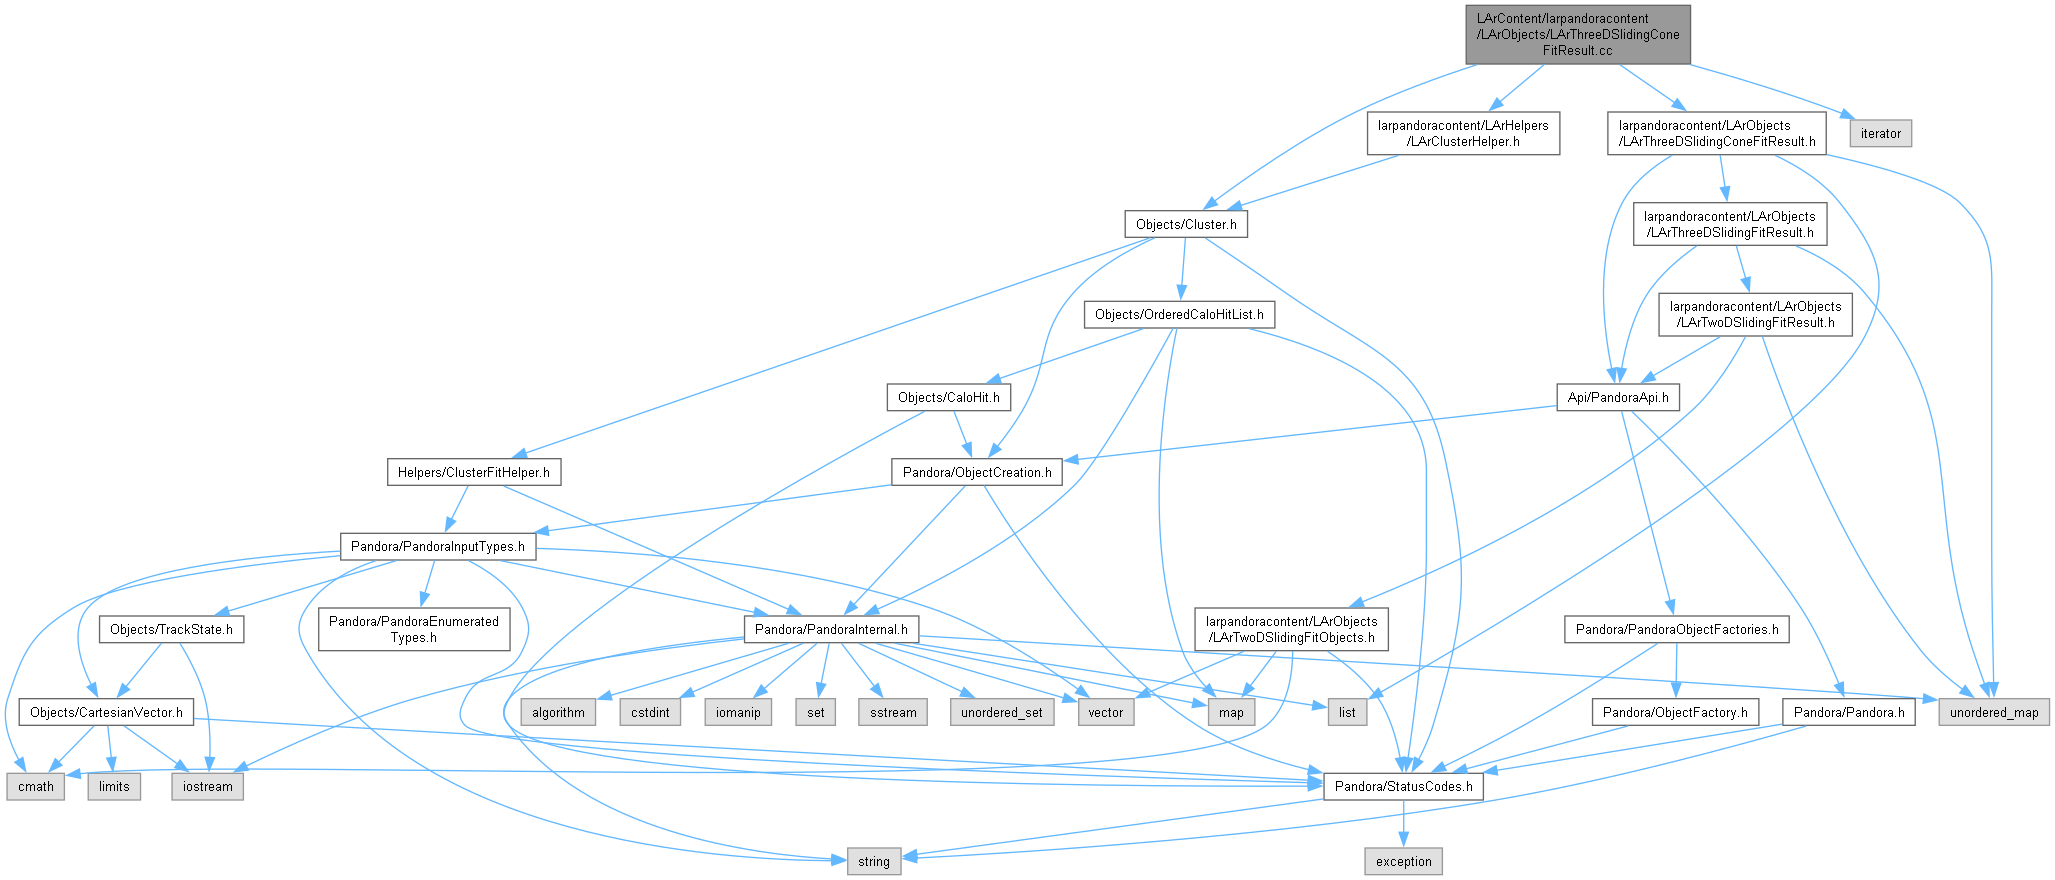 LArContent/larpandoracontent
/LArObjects/LArThreeDSlidingCone
FitResult.cc
larpandoracontent/LArHelpers
/LArClusterHelper.h
larpandoracontent/LArObjects
/LArThreeDSlidingConeFitResult.h
iterator
Objects/Cluster.h
larpandoracontent/LArObjects
/LArThreeDSlidingFitResult.h
Objects/OrderedCaloHitList.h
larpandoracontent/LArObjects
/LArTwoDSlidingFitResult.h
Objects/CaloHit.h
Api/PandoraApi.h
Helpers/ClusterFitHelper.h
Pandora/ObjectCreation.h
Pandora/PandoraInputTypes.h
Objects/TrackState.h
Pandora/PandoraEnumerated
Types.h
Pandora/PandoraInternal.h
larpandoracontent/LArObjects
/LArTwoDSlidingFitObjects.h
Pandora/PandoraObjectFactories.h
Objects/CartesianVector.h
algorithm
cstdint
iomanip
set
sstream
unordered_set
vector
map
list
Pandora/ObjectFactory.h
Pandora/Pandora.h
unordered_map
cmath
limits
iostream
Pandora/StatusCodes.h
string
exception